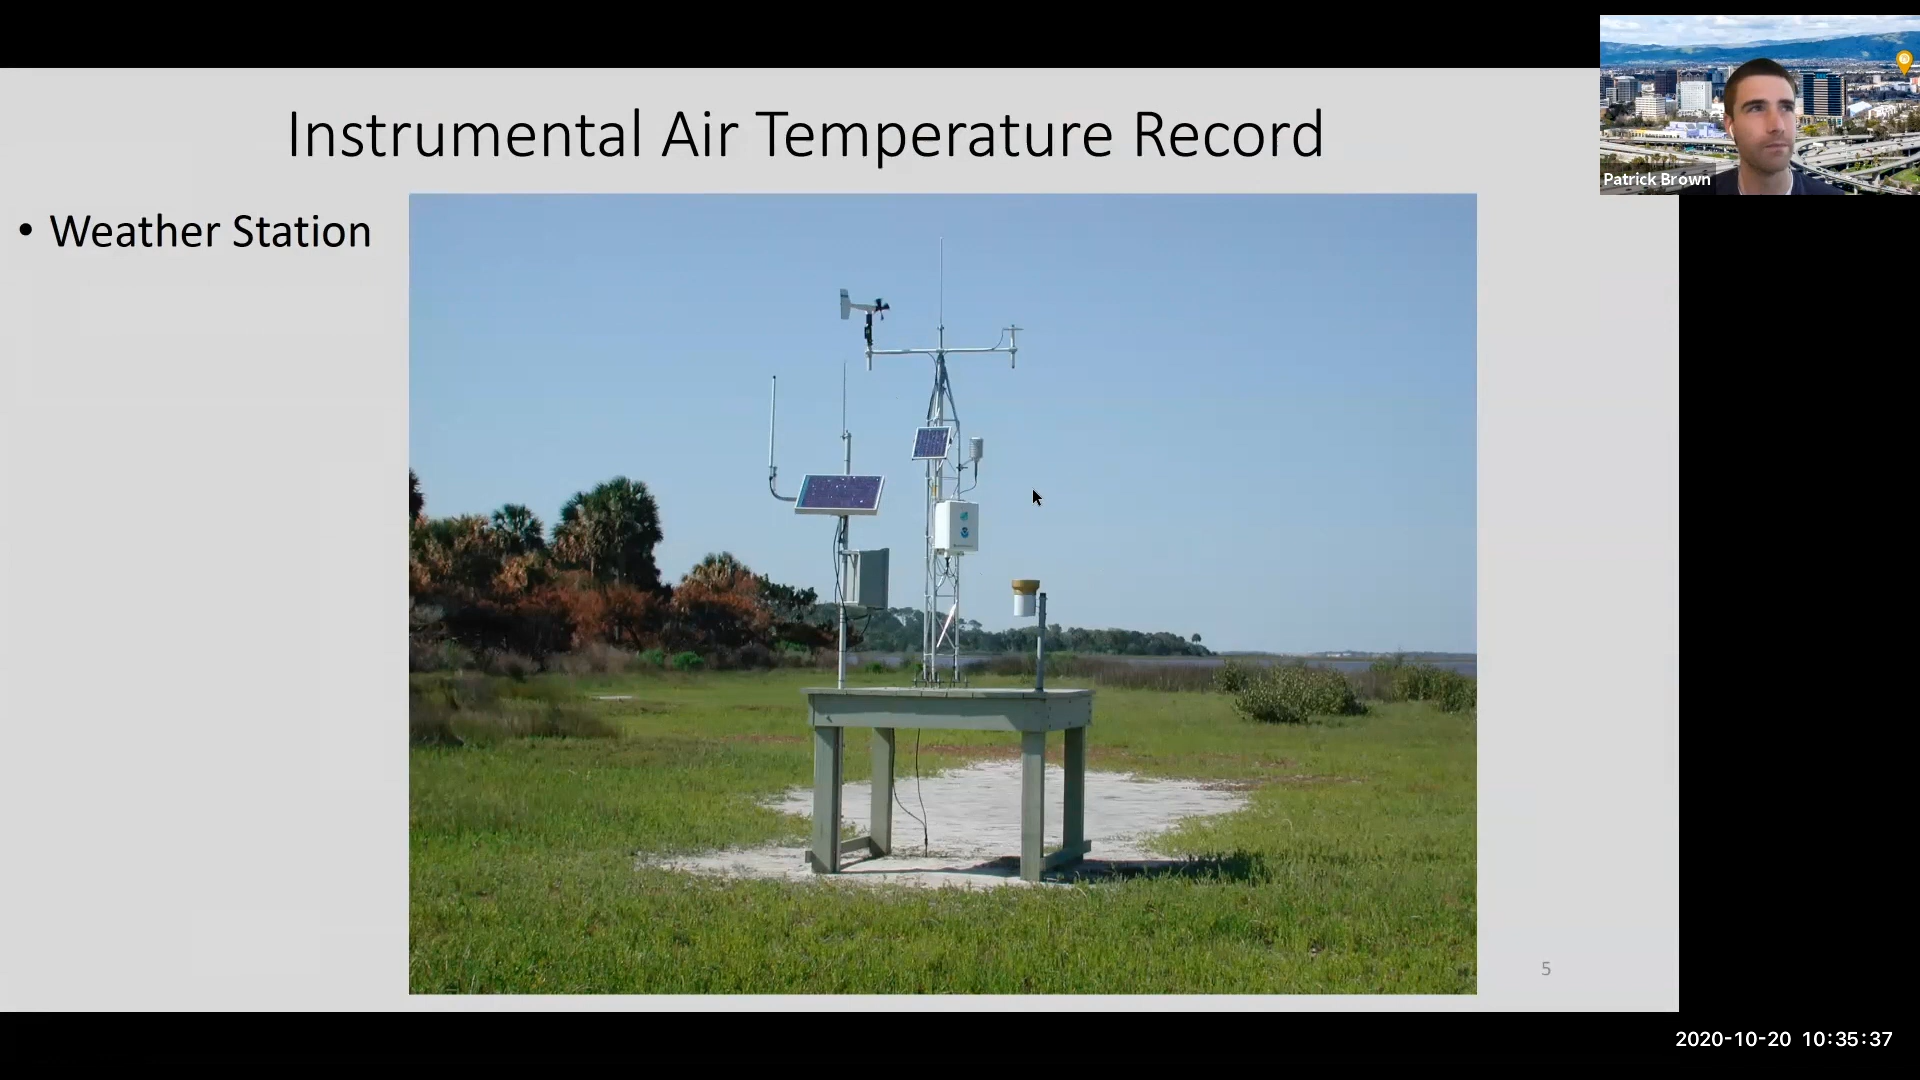 Instrumental Air Temperature Record
Patrick Brown
• Weather Station
5
2020-10-20 10:35:37